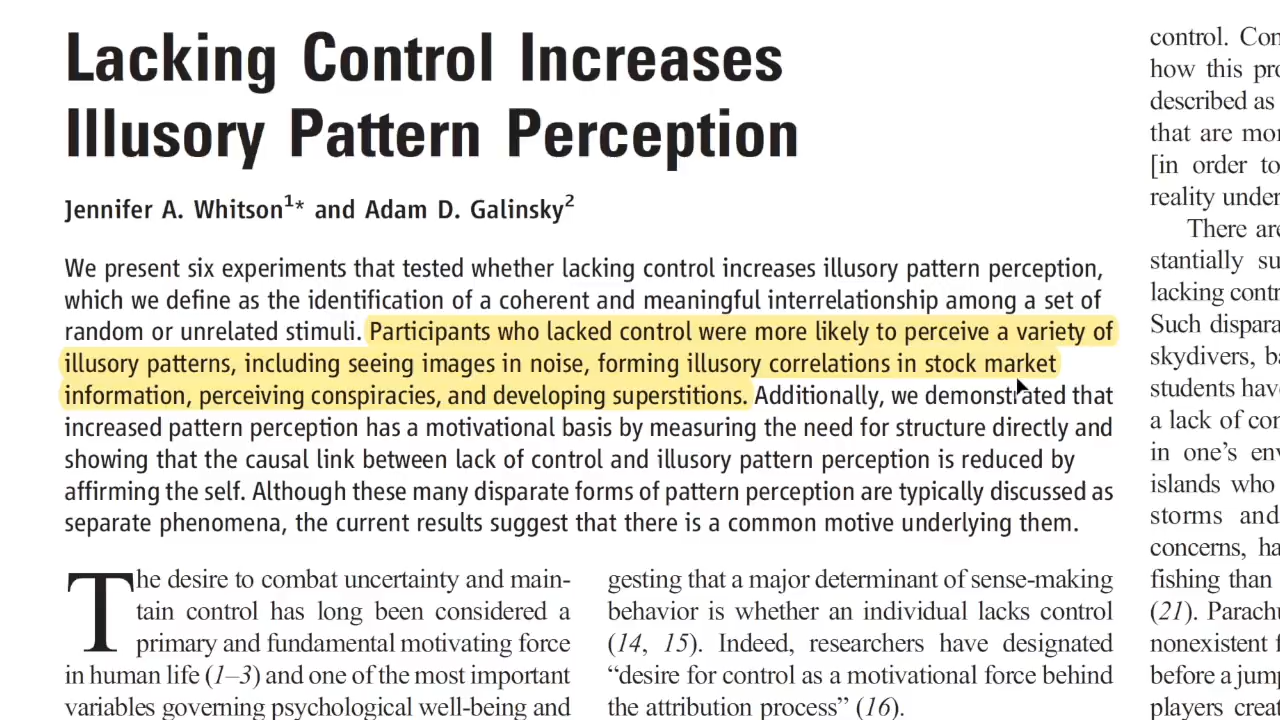 Lacking Control Increases
Illusory Pattern Perception
Jennifer A. Whitson1* and Adam D. Galinsky2
We present six experiments that tested whether lacking control increases illusory pattern perception,
which we define as the identification of a coherent and meaningful interrelationship among a set of
random or unrelated stimuli. Participants who lacked control were more likely to perceive a variety of
illusory patterns, including seeing images in noise, forming illusory correlations in stock market
information, perceiving conspiracies, and developing superstitions. Additionally, we demonstrated that
increased pattern perception has a motivational basis by measuring the need for structure directly and
showing that the causal link between lack of control and illusory pattern perception is reduced by
affirming the self. Although these many disparate forms of pattern perception are typically discussed as
separate phenomena, the current results suggest that there is a common motive underlying them.
The desire to combat uncertainty and main-
tain control has long been considered a
primary and fundamental motivating force
in human life (1–3) and one of the most important
variables governing psychological well-being and
gesting that a major determinant of sense-making
behavior is whether an individual lacks control
(14, 15). Indeed, researchers have designated
“desire for control as a motivational force behind
the attribution process” (16).
control.
how this
described as
that are
[in order to
reality
There
lacking
Such
skydivers,
students
a lack of
in one’s
islands who
storms and
concerns,
fishing than
(21).
nonexistent
before a
players